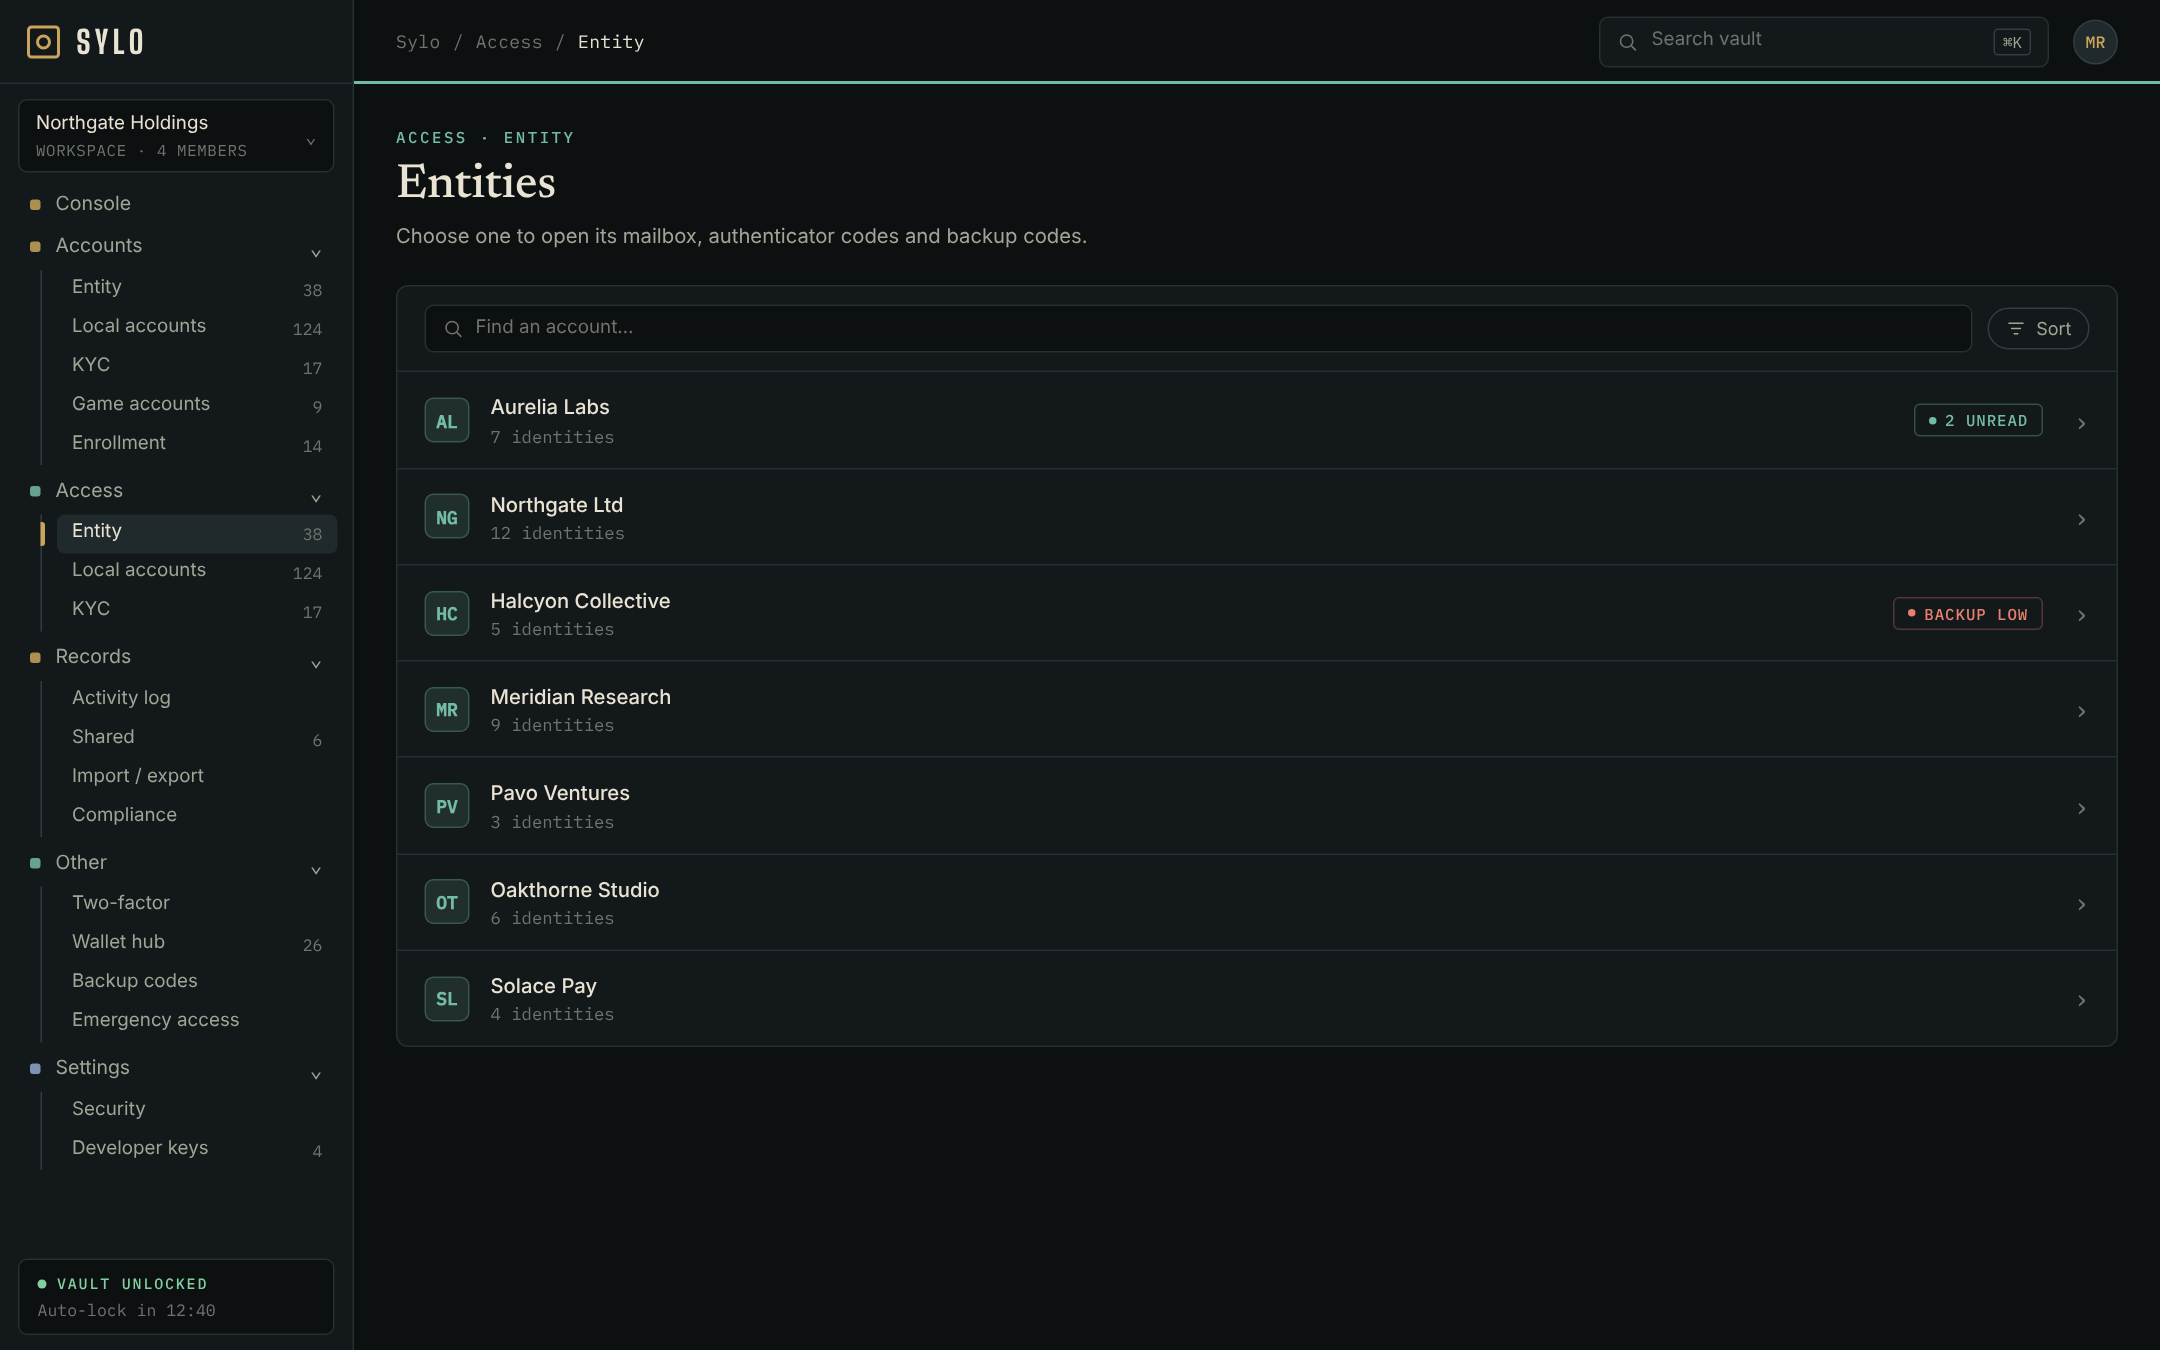 SYLO
Sylo / Access / Entity
Search vault
⌘K
MR
Northgate Holdings
WORKSPACE · 4 MEMBERS
Console
Accounts
Entity 38
Local accounts 124
KYC 17
Game accounts 9
Enrollment 14
Access
Entity 38
Local accounts 124
KYC 17
Records
Activity log
Shared 6
Import / export
Compliance
Other
Two-factor
Wallet hub 26
Backup codes
Emergency access
Settings
Security
Developer keys 4
VAULT UNLOCKED
Auto-lock in 12:40
ACCESS · ENTITY
Entities
Choose one to open its mailbox, authenticator codes and backup codes.
Find an account...
Sort
AL
Aurelia Labs
7 identities
2 UNREAD
NG
Northgate Ltd
12 identities
HC
Halcyon Collective
5 identities
BACKUP LOW
MR
Meridian Research
9 identities
PV
Pavo Ventures
3 identities
OT
Oakthorne Studio
6 identities
SL
Solace Pay
4 identities